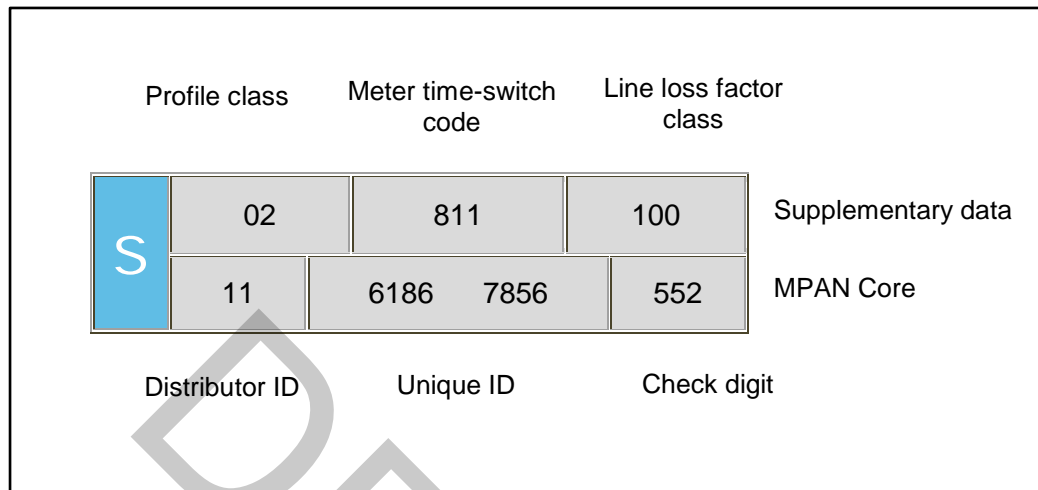 Profile class Meter time-switch code Line loss factor class
S 02 811 100 Supplementary data
11 6186 7856 552 MPAN Core
Distributor ID Unique ID Check digit